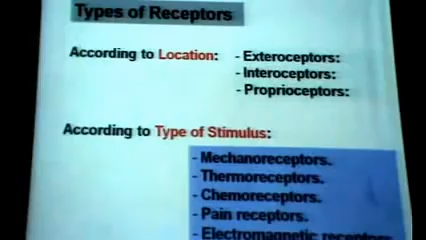 Types of Receptors
According to Location: - Exteroceptors:
- Interoceptors:
- Proprioceptors:
According to Type of Stimulus:
- Mechanoreceptors.
- Thermoreceptors.
- Chemoreceptors.
- Pain receptors.
- Electromagnetic receptors